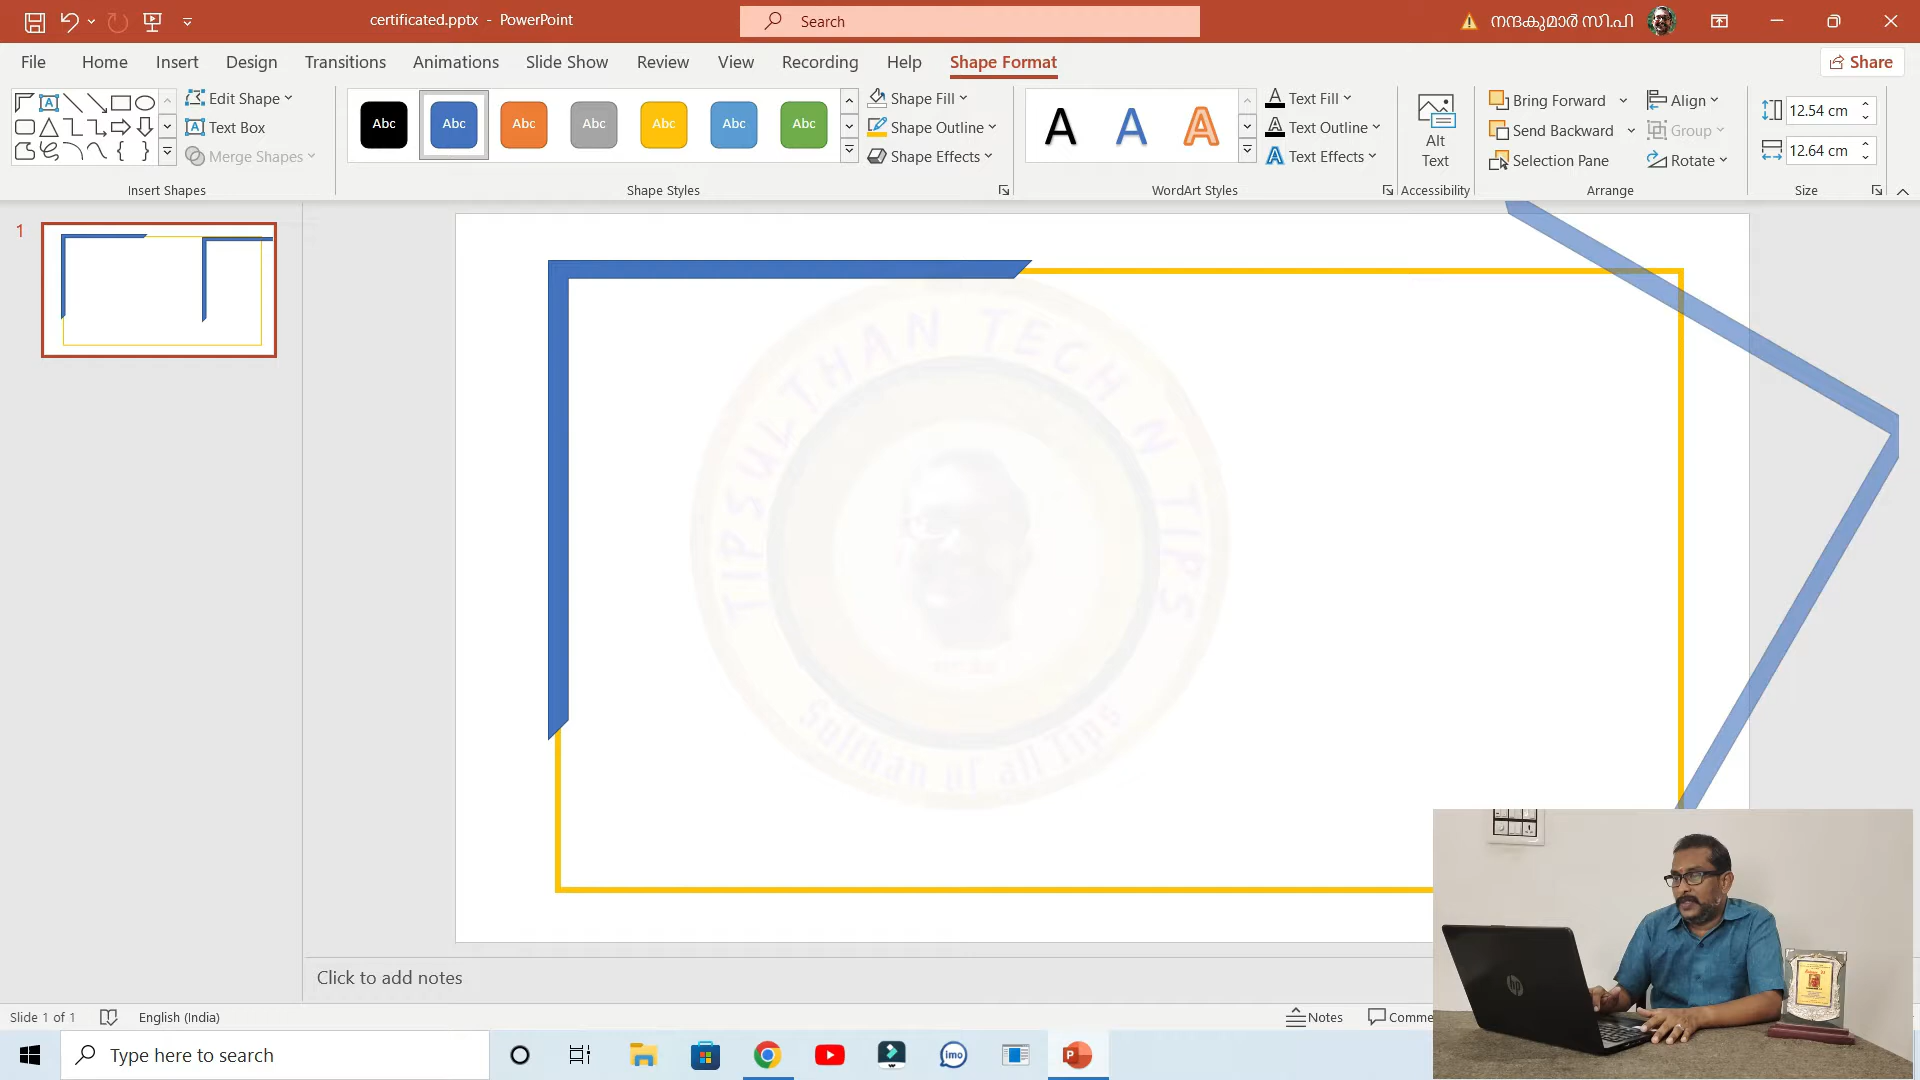 certificated.pptx - PowerPoint
Search
നന്ദകുമാർ സി.പി
File Home Insert Design Transitions Animations Slide Show Review View Recording Help Shape Format Share
Edit Shape
Text Box
Merge Shapes
Insert Shapes
Abc Abc Abc Abc Abc Abc Abc
Shape Styles
Shape Fill
Shape Outline
Shape Effects
A A A
WordArt Styles
Text Fill
Text Outline
Text Effects
Alt Text
Accessibility
Bring Forward
Send Backward
Selection Pane
Align
Group
Rotate
Arrange
12.54 cm
12.64 cm
Size
1
TIPSULTHAN TECH N TIPS
Sulthan of all Tips
Click to add notes
Slide 1 of 1 English (India) Notes Comme
Type here to search
imo
hp